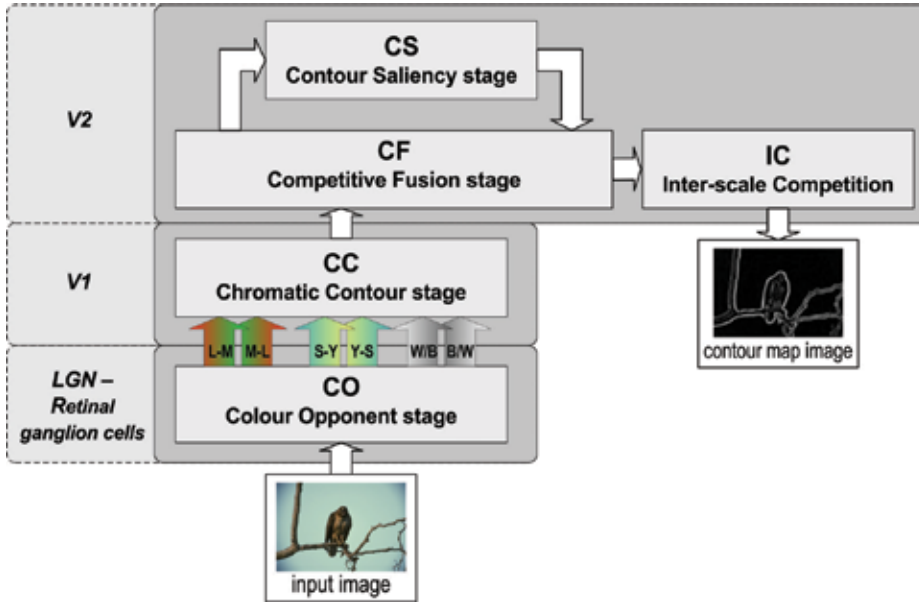 CS
Contour Saliency stage
V2
CF
Competitive Fusion stage
IC
Inter-scale Competition
V1
CC
Chromatic Contour stage
contour map image
L-M M-L S-Y Y-S W/B B/W
LGN –
Retinal
ganglion cells
CO
Colour Opponent stage
input image